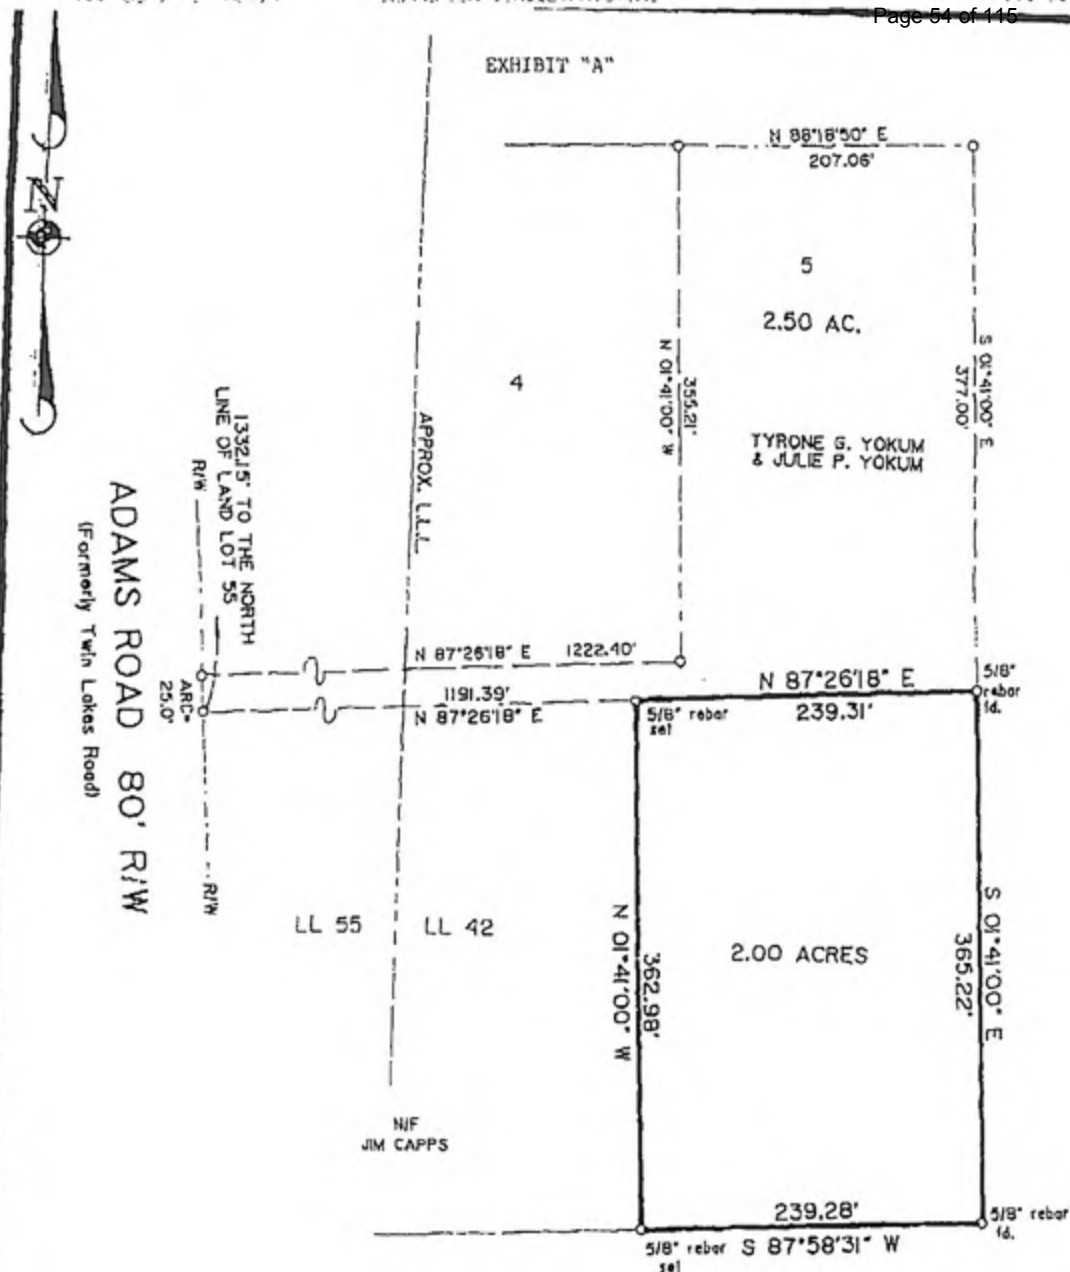 Page 54 of 115
EXHIBIT "A"
N 88°18'50" E
207.06'
N
5
2.50 AC.
4
N 01°41'00" W
355.21'
S 01°41'00" E
377.00'
TYRONE G. YOKUM
& JULIE P. YOKUM
APPROX. L.L.L.
1332.15' TO THE NORTH
LINE OF LAND LOT 55
R/W
ADAMS ROAD 80' R/W
(Formerly Twin Lakes Road)
ARC=
25.0'
R/W
N 87°26'18" E 1222.40'
1191.39'
N 87°26'18" E
N 87°26'18" E
239.31'
5/8" rebar
set
5/8"
rebar
fd.
LL 55
LL 42
N 01°41'00" W
362.98'
2.00 ACRES
S 01°41'00" E
365.22'
N/F
JIM CAPPS
239.28'
S 87°58'31" W
5/8" rebar
set
5/8" rebar
fd.